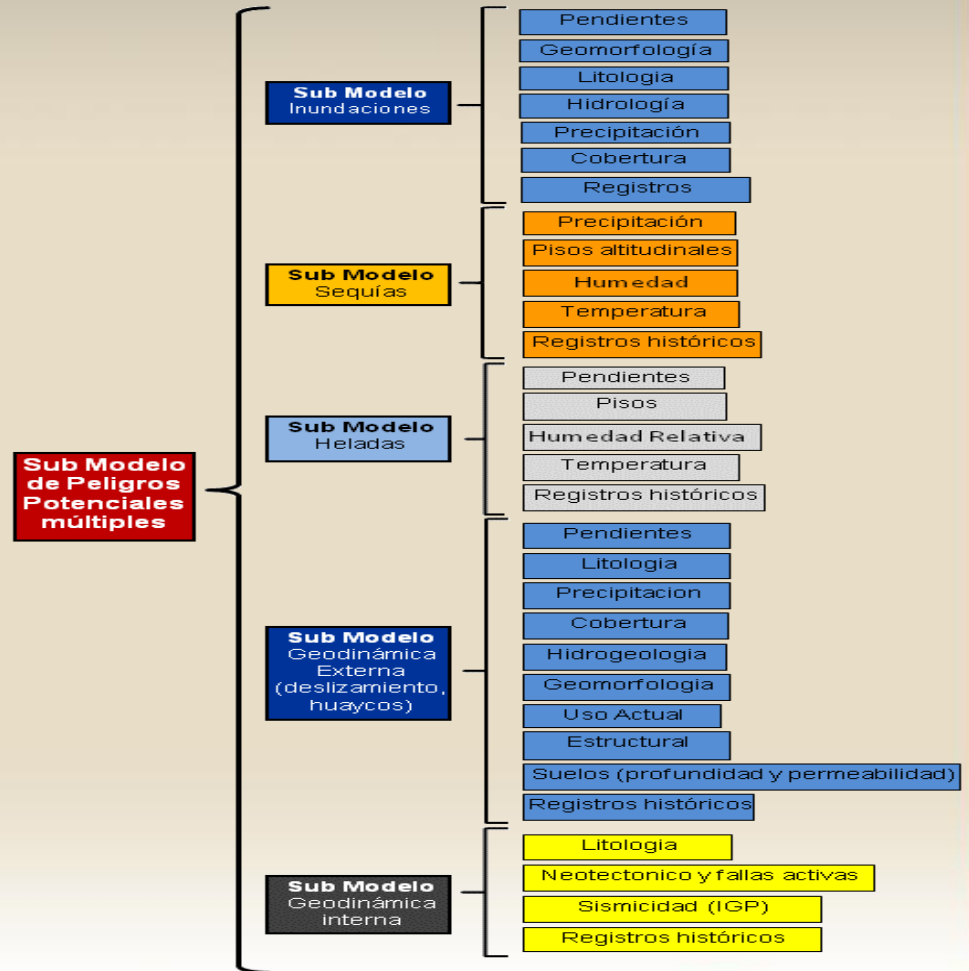 Sub Modelo
de Peligros
Potenciales
múltiples
Sub Modelo
Inundaciones
Pendientes
Geomorfología
Litologia
Hidrología
Precipitación
Cobertura
Registros
Sub Modelo
Sequías
Precipitación
Pisos altitudinales
Humedad
Temperatura
Registros históricos
Sub Modelo
Heladas
Pendientes
Pisos
Humedad Relativa
Temperatura
Registros históricos
Sub Modelo
Geodinámica
Externa
(deslizamiento,
huaycos)
Pendientes
Litologia
Precipitacion
Cobertura
Hidrogeologia
Geomorfologia
Uso Actual
Estructural
Suelos (profundidad y permeabilidad)
Registros históricos
Sub Modelo
Geodinámica
interna
Litologia
Neotectonico y fallas activas
Sismicidad (IGP)
Registros históricos